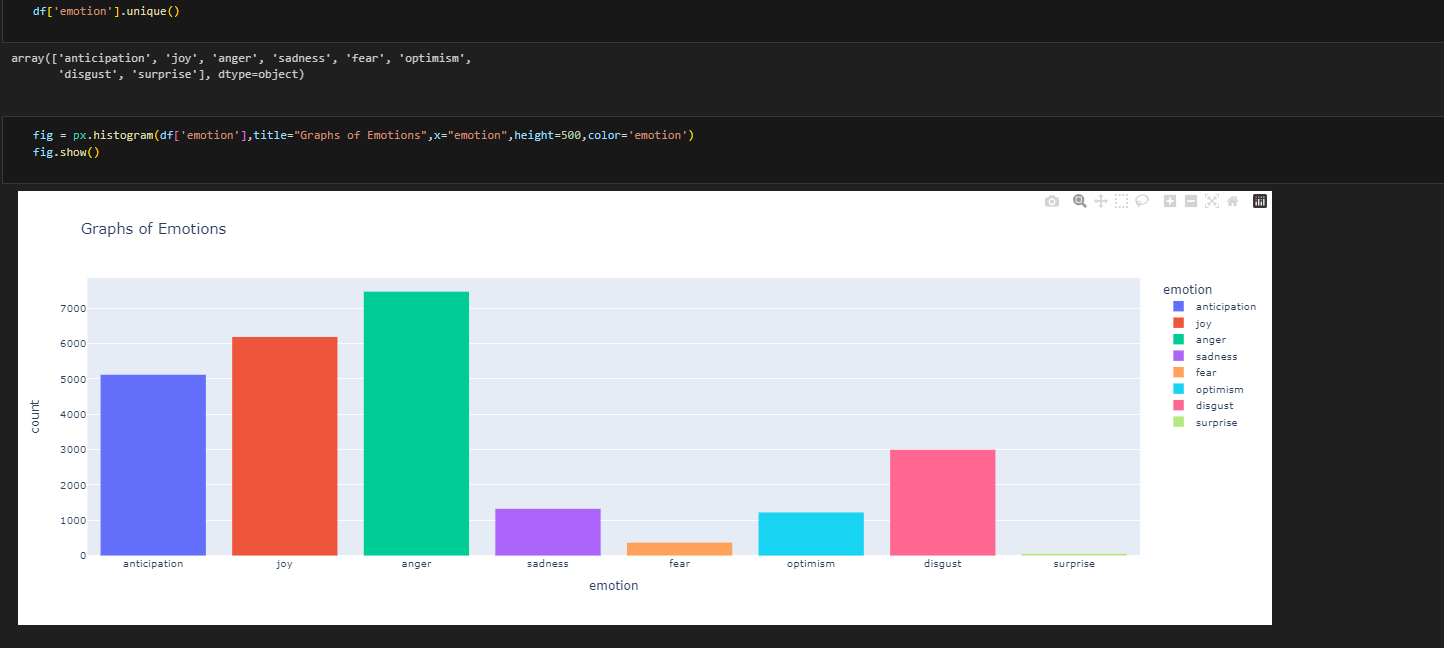 df['emotion'].unique()
array(['anticipation', 'joy', 'anger', 'sadness', 'fear', 'optimism',
'disgust', 'surprise'], dtype=object)
fig = px.histogram(df['emotion'],title="Graphs of Emotions",x="emotion",height=500,color='emotion')
fig.show()
Graphs of Emotions
7000
6000
5000
4000
3000
2000
1000
0
count
anticipation joy anger sadness fear optimism disgust surprise
emotion
emotion
anticipation
joy
anger
sadness
fear
optimism
disgust
surprise